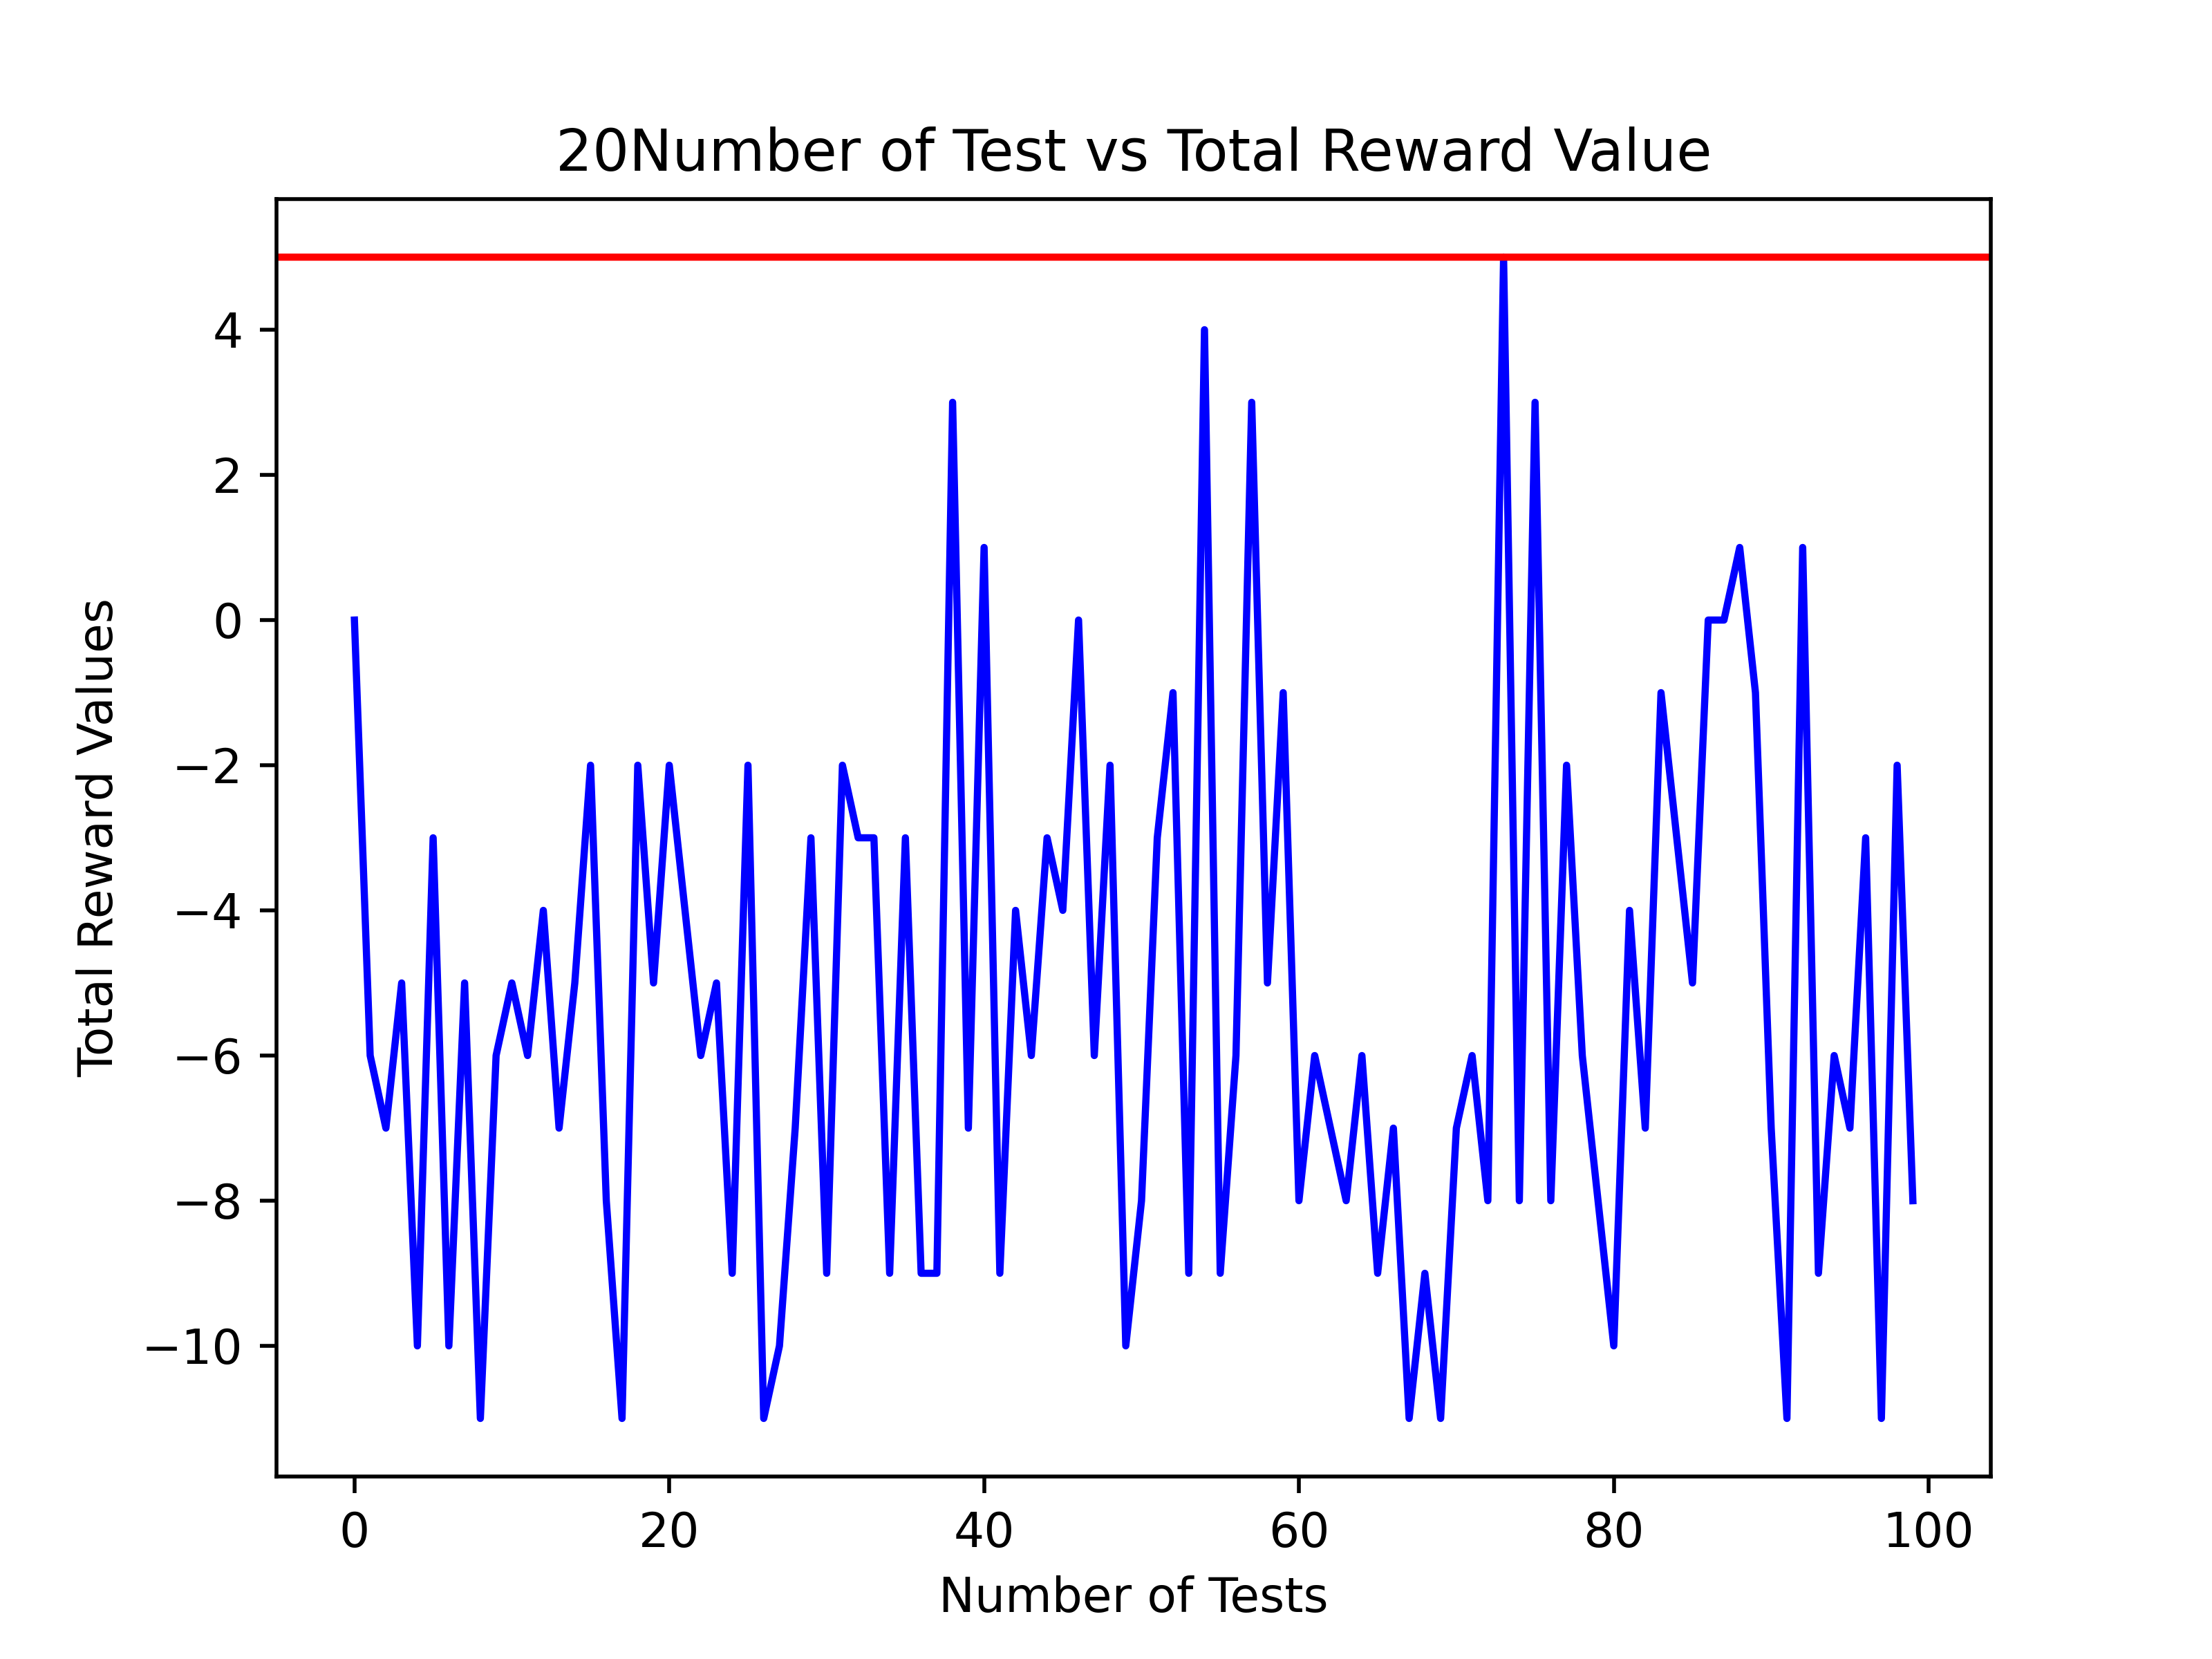 20Number of Test vs Total Reward Value
Total Reward Values
4
2
0
−2
−4
−6
−8
−10
0 20 40 60 80 100
Number of Tests